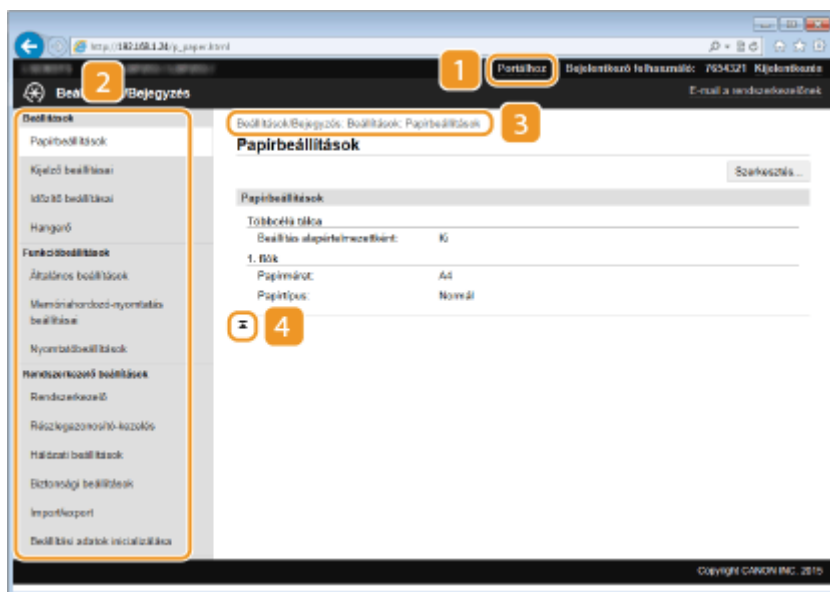 http://192.168.1.24/p_paper.html
1
Portálhoz
Bejelentkező felhasználó: 7654321 Kijelentkezés
2
/Bejegyzés
E-mail a rendszerkezelőnek
Beállítások
Papírbeállítások
Kijelző beállításai
Időzítő beállításai
Hangerő
Funkcióbeállítások
Általános beállítások
Memóriahordozó-nyomtatás
beállításai
Nyomtatóbeállítások
Rendszerkezelő beállítások
Rendszerkezelő
Részlegazonosító-kezelés
Hálózati beállítások
Biztonsági beállítások
Import/export
Beállítási adatok inicializálása
Beállítások/Bejegyzés: Beállítások: Papírbeállítások
3
Papírbeállítások
Szerkesztés...
Papírbeállítások
Többcélú tálca
Beállítás alapértelmezettként: Ki
1. fiók
Papírméret: A4
Papírtípus: Normál
4
Copyright CANON INC. 2015